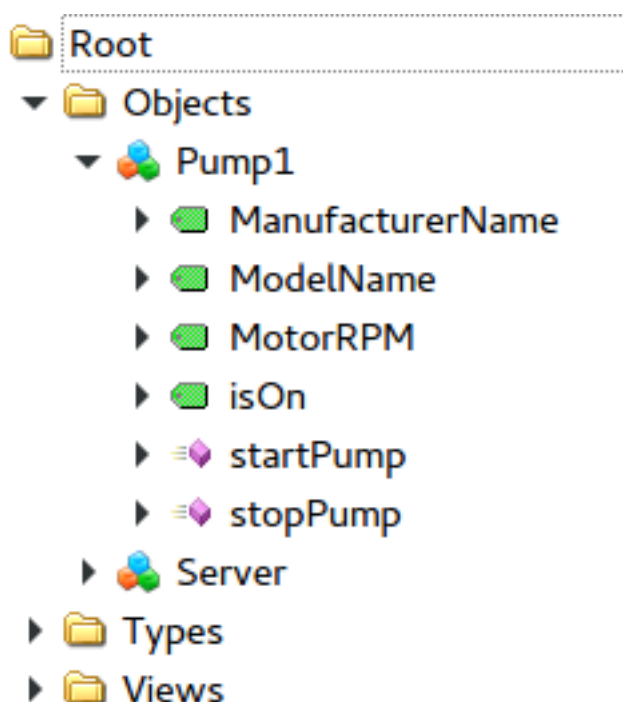 Root
Objects
Pump1
ManufacturerName
ModelName
MotorRPM
isOn
startPump
stopPump
Server
Types
Views